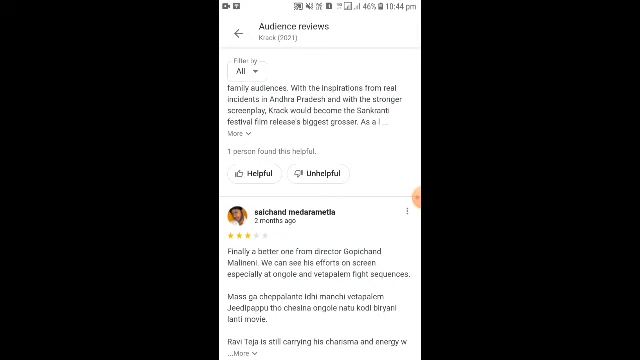 46% 10:44 pm
Audience reviews
Krack (2021)
Filter by
All
family audiences. With the inspirations from real
incidents in Andhra Pradesh and with the stronger
screenplay, Krack would become the Sankranti
festival film release's biggest grosser. As a l ...
More
1 person found this helpful.
Helpful Unhelpful
saichand medarametla
2 months ago
Finally a better one from director Gopichand
Malineni. We can see his efforts on screen
especially at ongole and vetapalem fight sequences.
Mass ga cheppalante idhi manchi vetapalem
Jeedipappu tho chesina ongole natu kodi biryani
lanti movie.
Ravi Teja is still carrying his charisma and energy w
...More